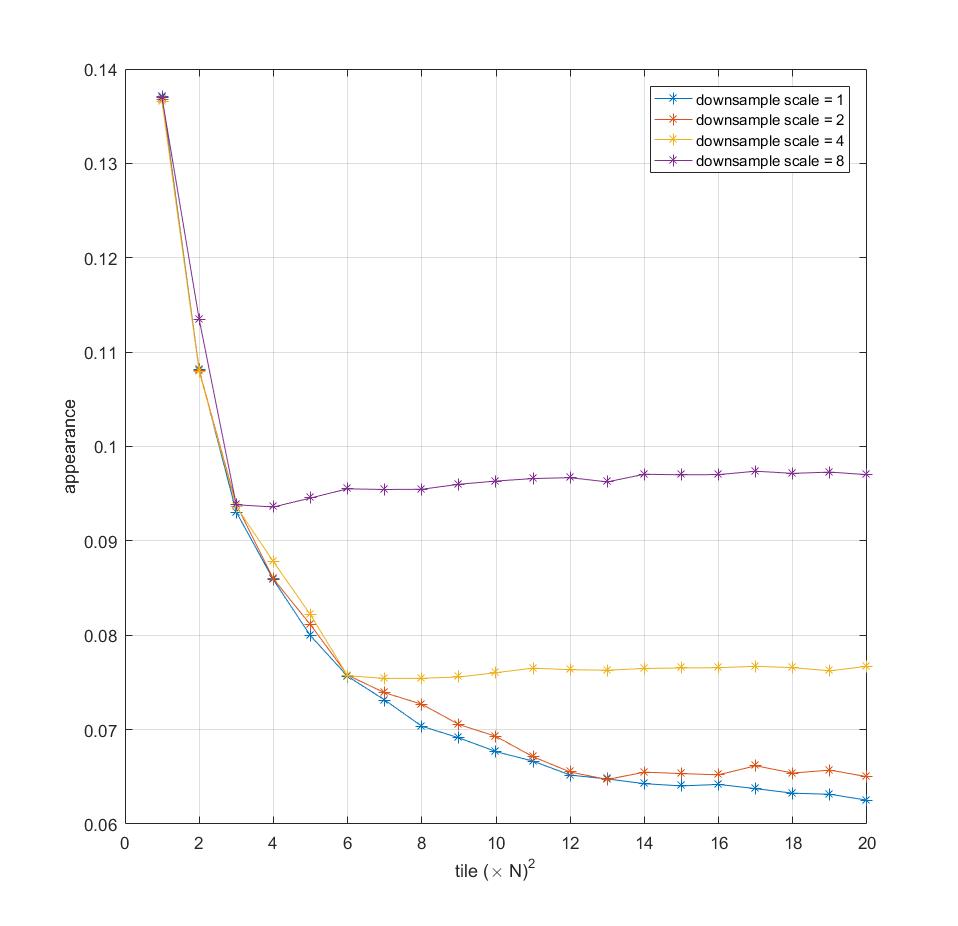 0.14
0.13
0.12
0.11
0.1
0.09
0.08
0.07
0.06
appearance
0 2 4 6 8 10 12 14 16 18 20
tile (× N)²
downsample scale = 1
downsample scale = 2
downsample scale = 4
downsample scale = 8